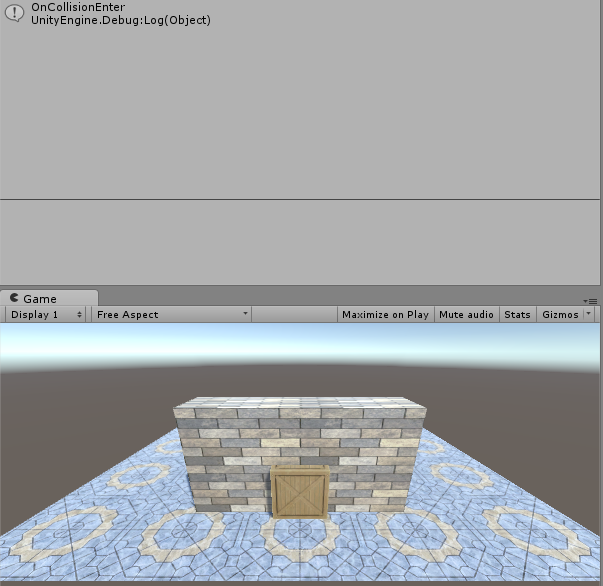 OnCollisionEnter
UnityEngine.Debug:Log(Object)
Game
Display 1 Free Aspect Maximize on Play Mute audio Stats Gizmos